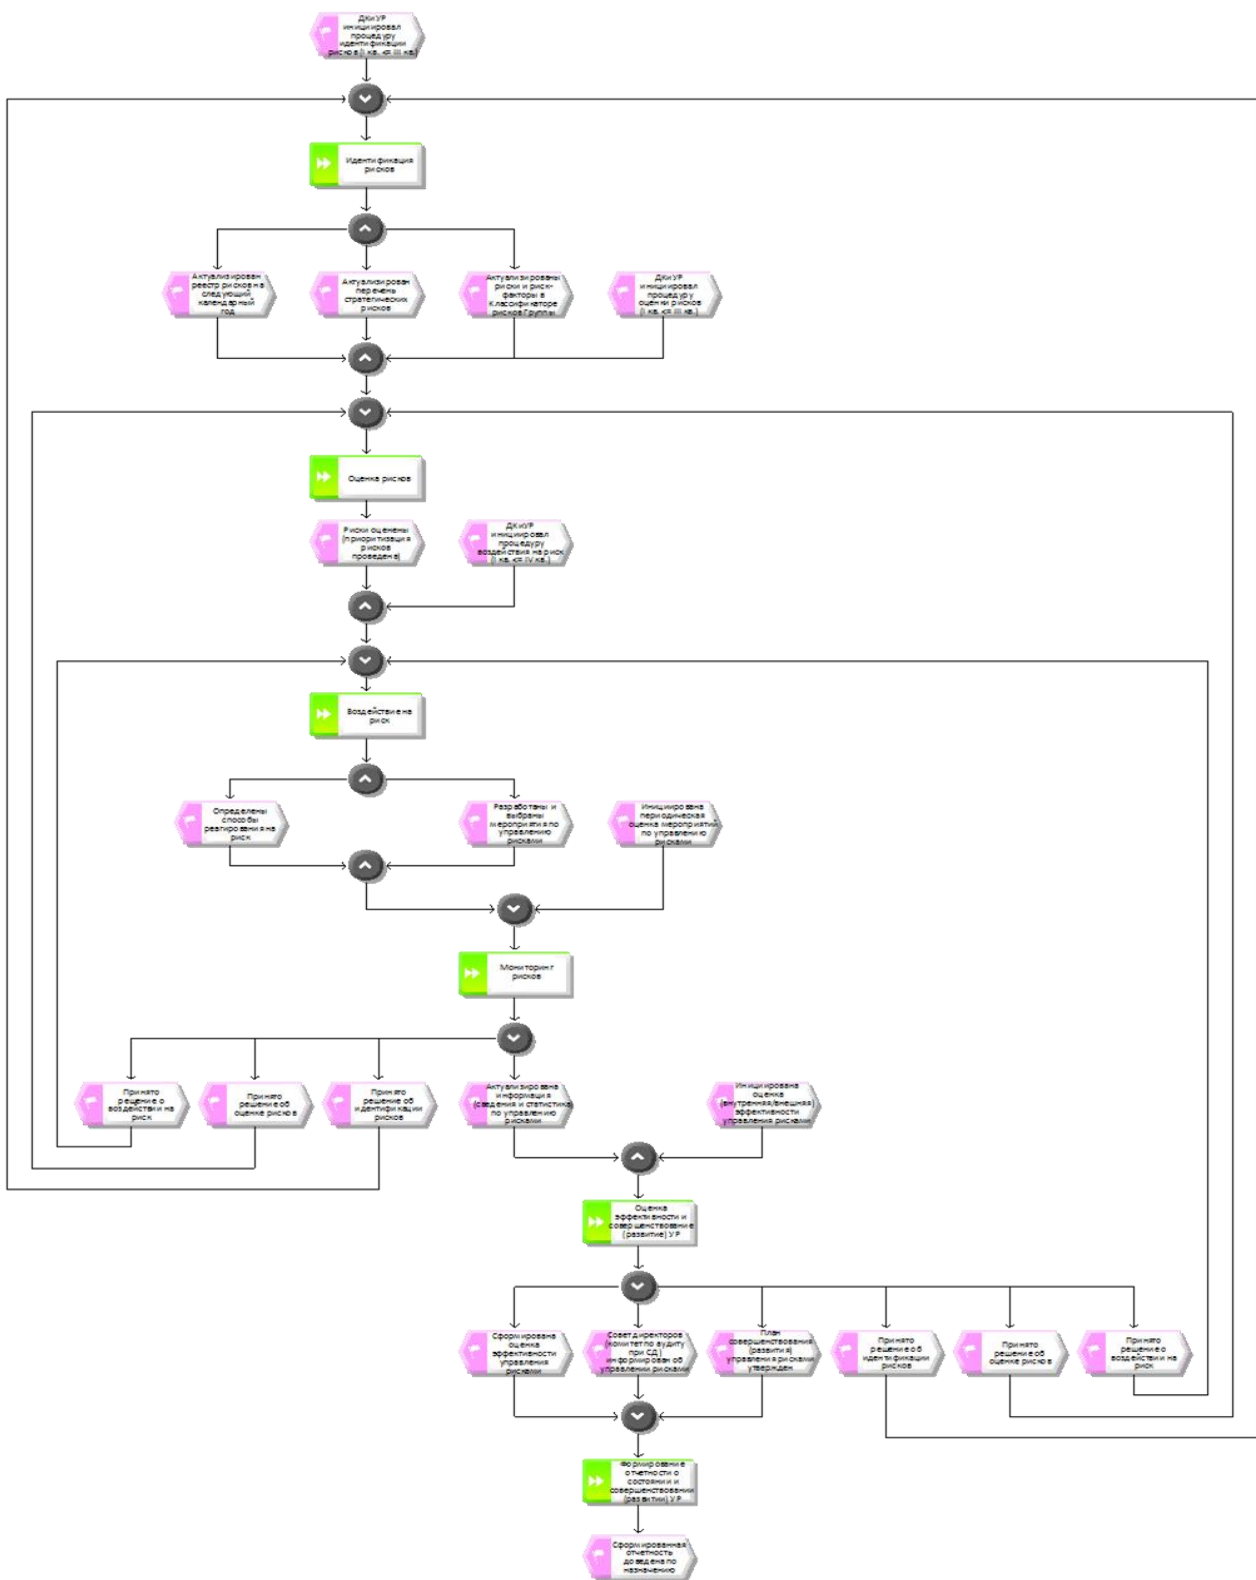 ДКиУР
инициировал
процедуру
идентификации
рисков (I кв. <= III кв.)
Идентификация
рисков
Актуализирован
реестр рисков на
следующий
календарный
год
Актуализирован
перечень
стратегических
рисков
Актуализированы
риски и риск-
факторы в
Классификаторе
рисков Группы
ДКиУР
инициировал
процедуру
оценки рисков
(I кв. <= III кв.)
Оценка рисков
Риски оценены
(приоритизация
рисков
проведена)
ДКиУР
инициировал
процедуру
воздействия на риск
(I кв. <= IV кв.)
Воздействие на
риск
Определены
способы
реагирования на
риск
Разработаны и
выбраны
мероприятия по
управлению
рисками
Инициирована
периодическая
оценка мероприятий
по управлению
рисками
Мониторинг
рисков
Принято
решение о
воздействии на
риск
Принято
решение об
оценке рисков
Принято
решение об
идентификации
рисков
Актуализирована
информация
(сведения и статистика)
по управлению
рисками
Инициирована
оценка
(внутренняя/внешняя)
эффективности
управления рисками
Оценка
эффективности и
совершенствование
(развитие) УР
Сформирована
оценка
эффективности
управления
рисками
Совет директоров
(комитет по аудиту
при СД)
информирован об
управлении рисками
План
совершенствования
(развития)
управления рисками
утвержден
Принято
решение об
идентификации
рисков
Принято
решение об
оценке рисков
Принято
решение о
воздействии на
риск
Формирование
отчетности о
состоянии и
совершенствовании
(развитии) УР
Сформированная
отчетность
доведена по
назначению